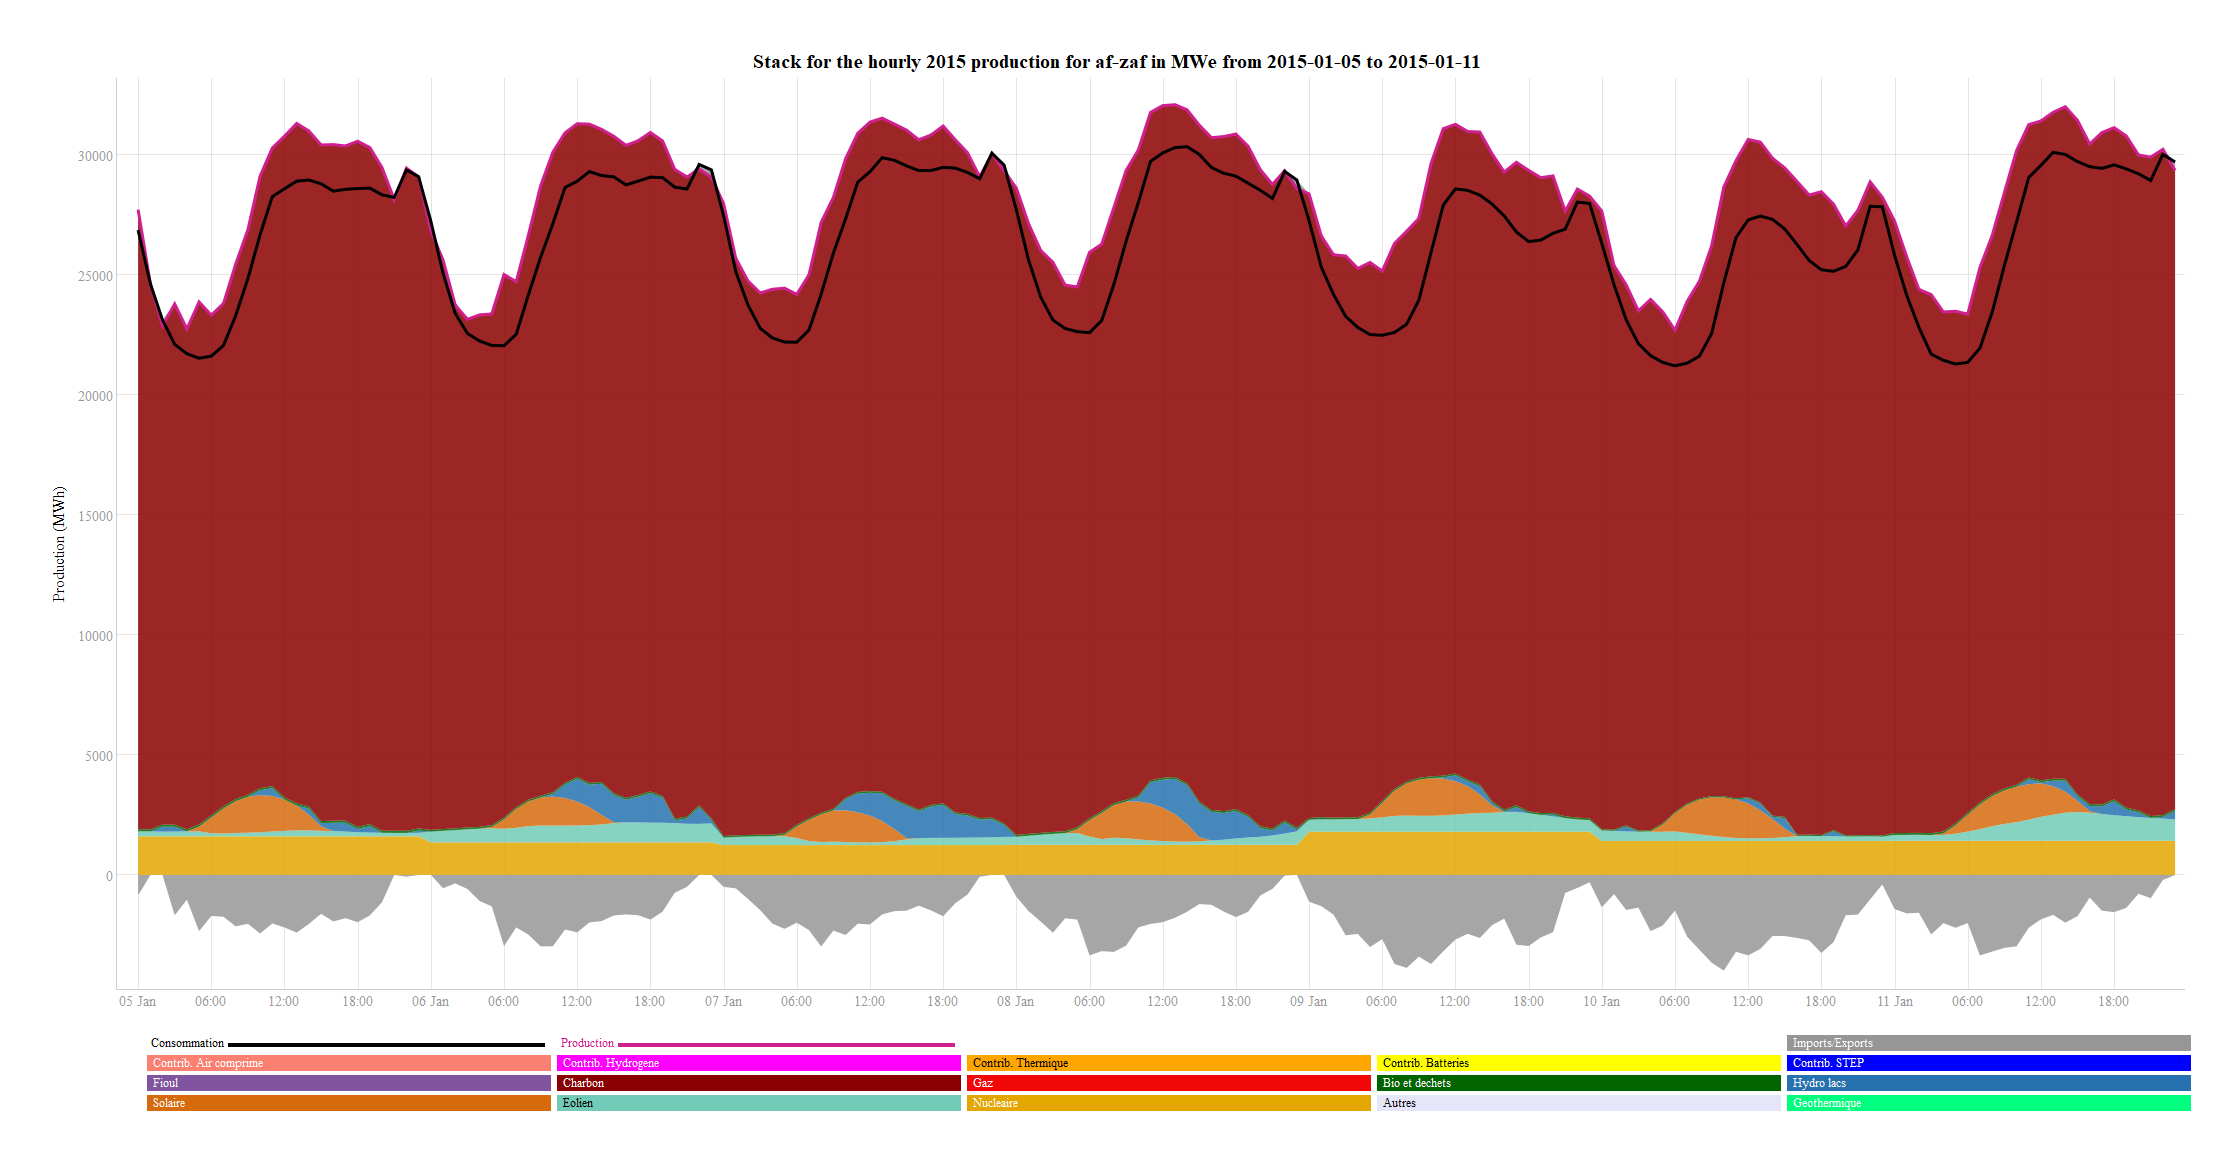 Stack for the hourly 2015 production for af-zaf in MWe from 2015-01-05 to 2015-01-11
Production (MWh)
30000
25000
20000
15000
10000
5000
0
05 Jan 06:00 12:00 18:00 06 Jan 06:00 12:00 18:00 07 Jan 06:00 12:00 18:00 08 Jan 06:00 12:00 18:00 09 Jan 06:00 12:00 18:00 10 Jan 06:00 12:00 18:00 11 Jan 06:00 12:00 18:00
Consommation Production Imports/Exports
Contrib. Air comprime Contrib. Hydrogene Contrib. Thermique Contrib. Batteries Contrib. STEP
Fioul Charbon Gaz Bio et dechets Hydro lacs
Solaire Eolien Nucleaire Autres Geothermique